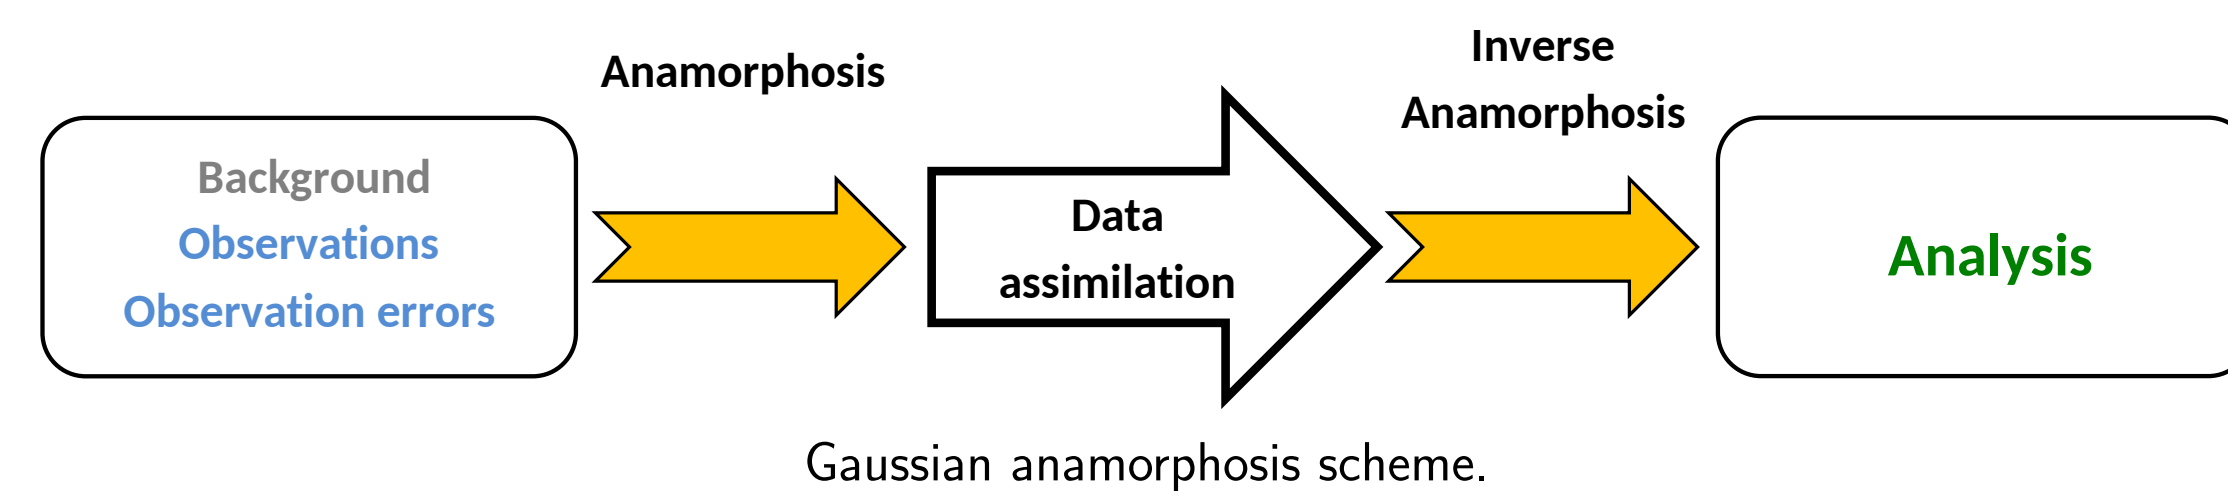 Background
Observations
Observation errors
Anamorphosis
Data
assimilation
Inverse
Anamorphosis
Analysis
Gaussian anamorphosis scheme.